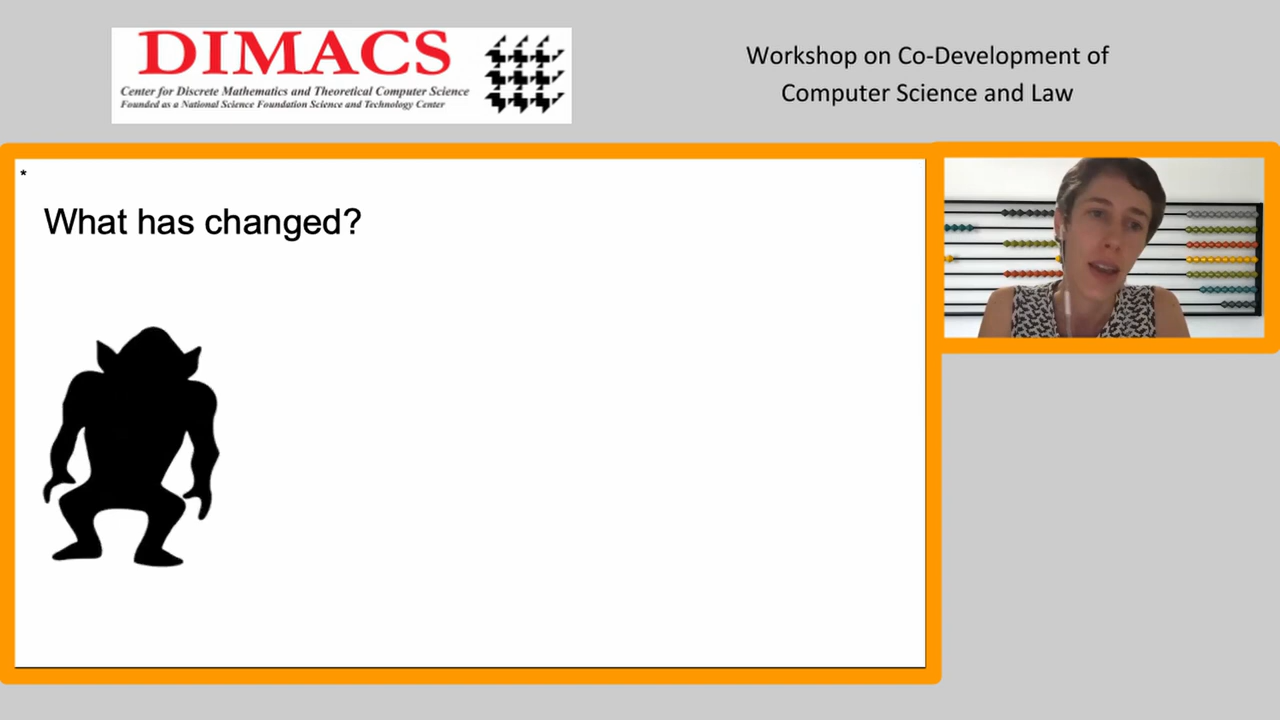 DIMACS
Center for Discrete Mathematics and Theoretical Computer Science
Founded as a National Science Foundation Science and Technology Center
Workshop on Co-Development of
Computer Science and Law
*
What has changed?